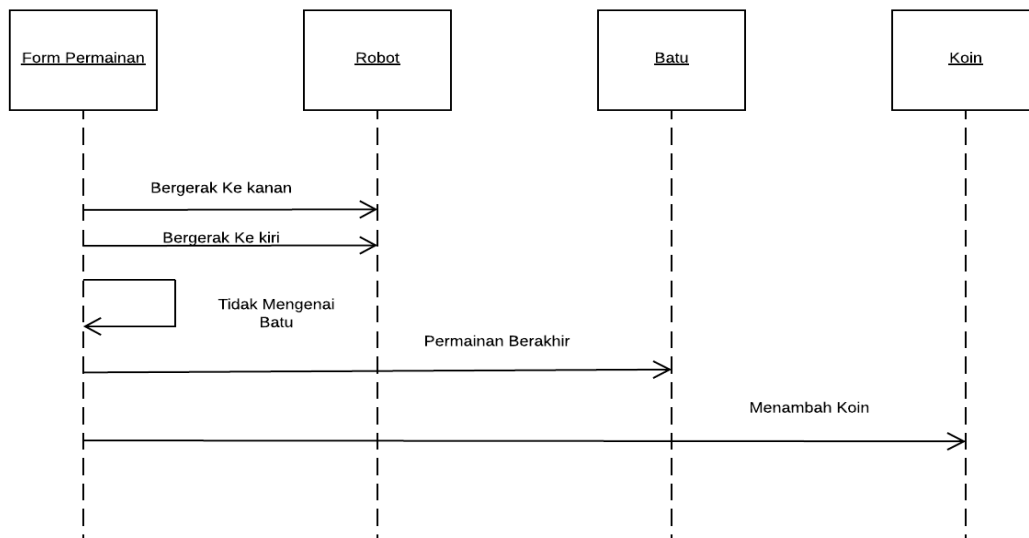 Form Permainan
Robot
Batu
Koin
Bergerak Ke kanan
Bergerak Ke kiri
Tidak Mengenai
Batu
Permainan Berakhir
Menambah Koin